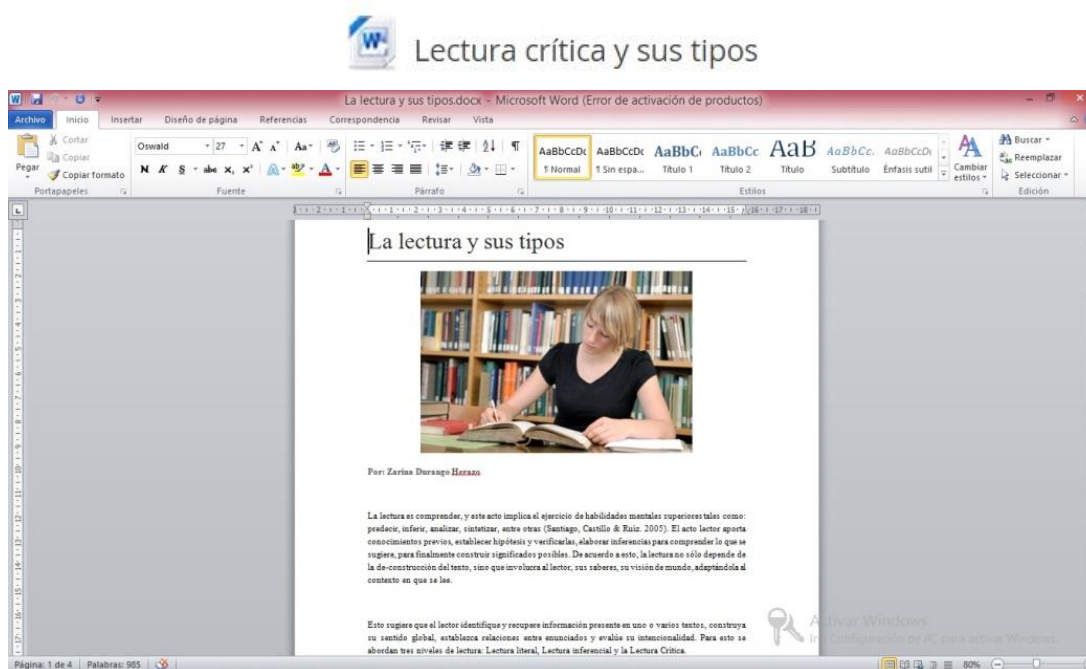 Lectura crítica y sus tipos
La lectura y sus tipos.docx - Microsoft Word (Error de activación de productos)
Archivo Inicio Insertar Diseño de página Referencias Correspondencia Revisar Vista
Cortar
Copiar
Copiar formato
Pegar
Portapapeles
Oswald 27
N K S abc x, x²
Fuente
Párrafo
AaBbCcDc AaBbCcDc AaBbC AaBbCc AaB AaBbCc. AaBbCcDc
¶ Normal ¶ Sin espa... Título 1 Título 2 Título Subtítulo Énfasis sutil
Cambiar
estilos
Estilos
Buscar
Reemplazar
Seleccionar
Edición
La lectura y sus tipos
Por: Zarina Durango Herazo
La lectura es comprender, y este acto implica el ejercicio de habilidades mentales superiores tales como:
predecir, inferir, analizar, sintetizar, entre otras (Santiago, Castillo & Ruiz. 2005). El acto lector aporta
conocimientos previos, establecer hipótesis y verificarlas, elaborar inferencias para comprender lo que se
sugiere, para finalmente construir significados posibles. De acuerdo a esto, la lectura no sólo depende de
la de-construcción del texto, sino que involucra al lector, sus saberes, su visión de mundo, adaptándola al
contexto en que se lee.
Esto sugiere que el lector identifique y recupere información presente en uno o varios textos, construya
su sentido global, establezca relaciones entre enunciados y evalúe su intencionalidad. Para esto se
abordan tres niveles de lectura: Lectura literal, Lectura inferencial y la Lectura Crítica.
Activar Windows
Ir a Configuración de PC para activar Windows.
Página: 1 de 4 Palabras: 985 80%